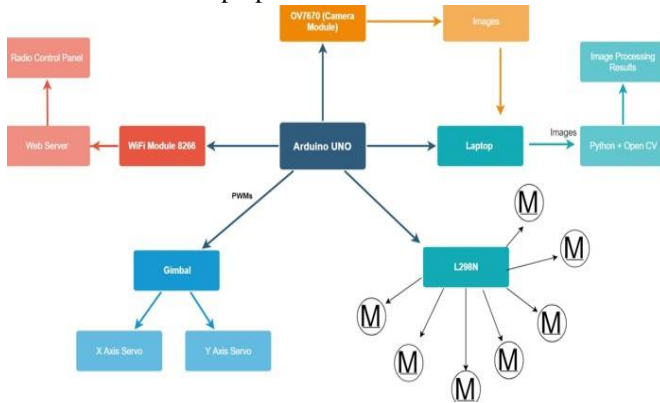 OV7670 (Camera
Module)
Images
Radio Control Panel
Image Processing
Results
Web Server
WiFi Module 8266
Arduino UNO
Laptop
Images
Python + Open CV
PWMs
M
M
Gimbal
L298N
M
M
X Axis Servo
Y Axis Servo
M
M
M